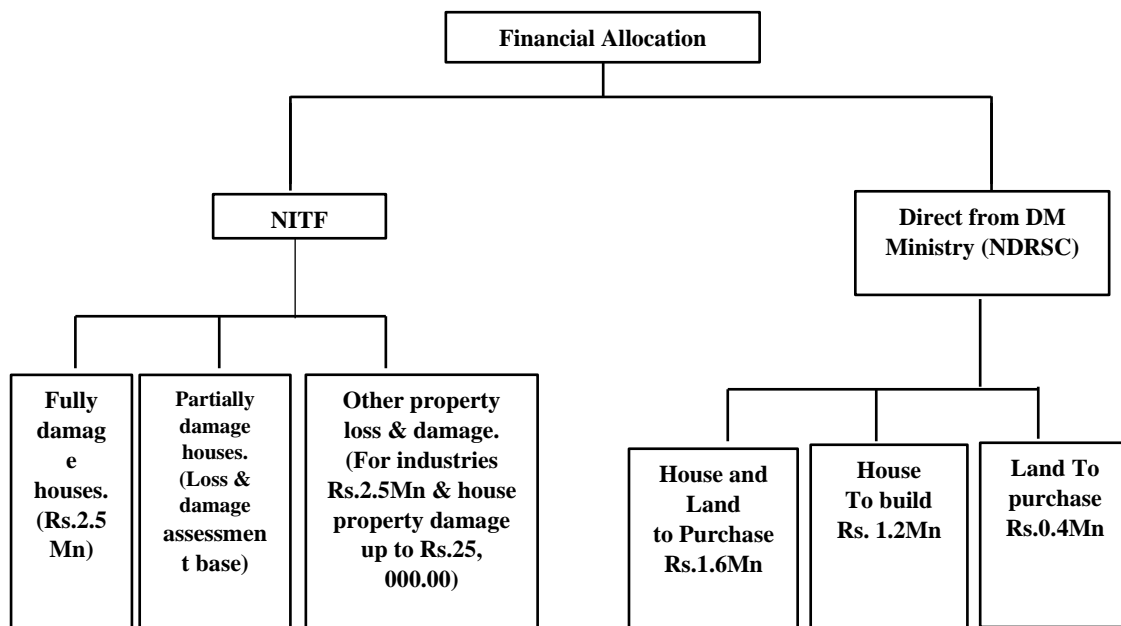 Financial Allocation
NITF
Direct from DM
Ministry (NDRSC)
Fully
damag
e
houses.
(Rs.2.5
Mn)
Partially
damage
houses.
(Loss &
damage
assessmen
t base)
Other property
loss & damage.
(For industries
Rs.2.5Mn & house
property damage
up to Rs.25,
000.00)
House and
Land
to Purchase
Rs.1.6Mn
House
To build
Rs. 1.2Mn
Land To
purchase
Rs.0.4Mn